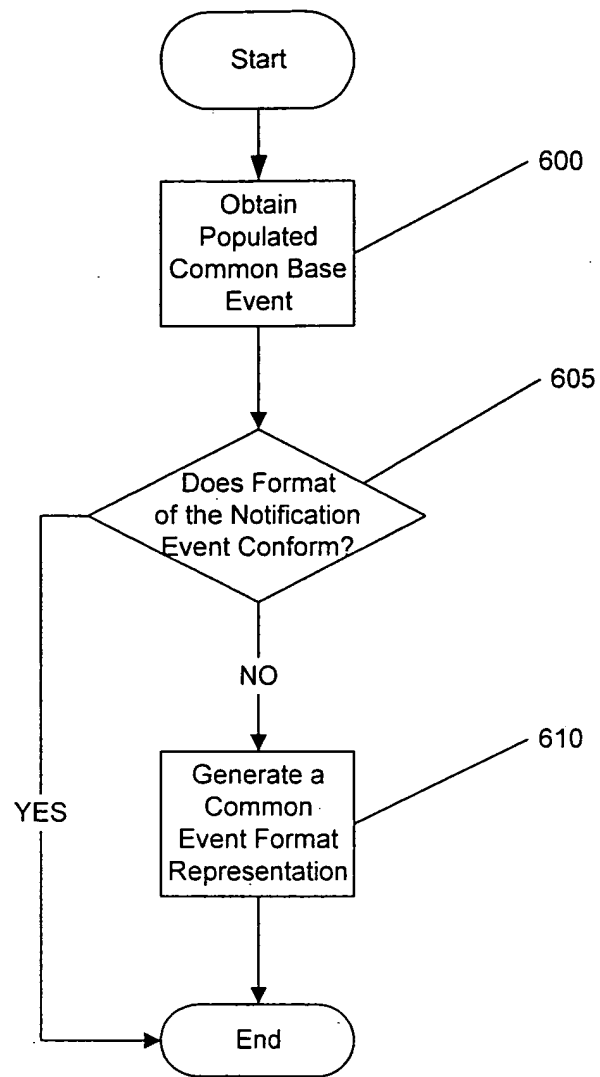 Start
600
Obtain
Populated
Common Base
Event
605
Does Format
of the Notification
Event Conform?
NO
610
Generate a
Common
Event Format
Representation
YES
End